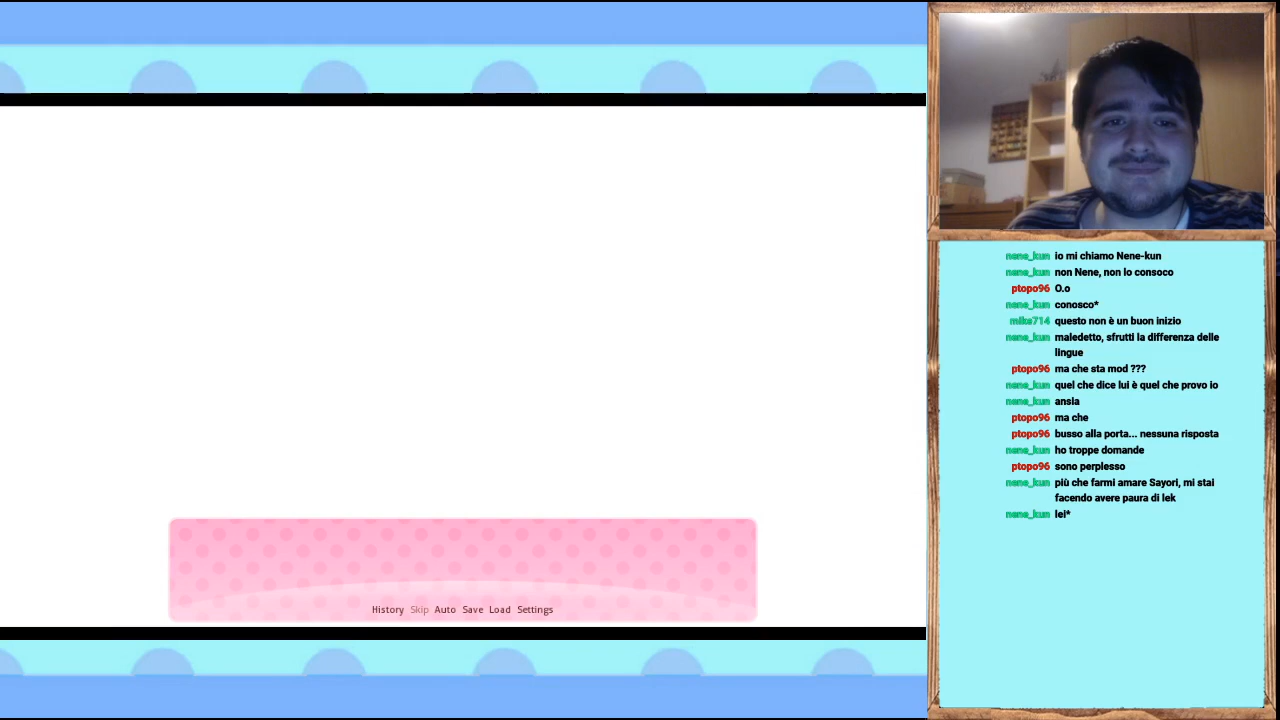 nene_kun io mi chiamo Nene-kun
nene_kun non Nene, non lo consoco
ptopo96 O.o
nene_kun conosco*
mike714 questo non è un buon inizio
nene_kun maledetto, sfrutti la differenza delle
lingue
ptopo96 ma che sta mod ???
nene_kun quel che dice lui è quel che provo io
nene_kun ansia
ptopo96 ma che
ptopo96 busso alla porta... nessuna risposta
nene_kun ho troppe domande
ptopo96 sono perplesso
nene_kun più che farmi amare Sayori, mi stai
facendo avere paura di lek
nene_kun lei*
History Skip Auto Save Load Settings